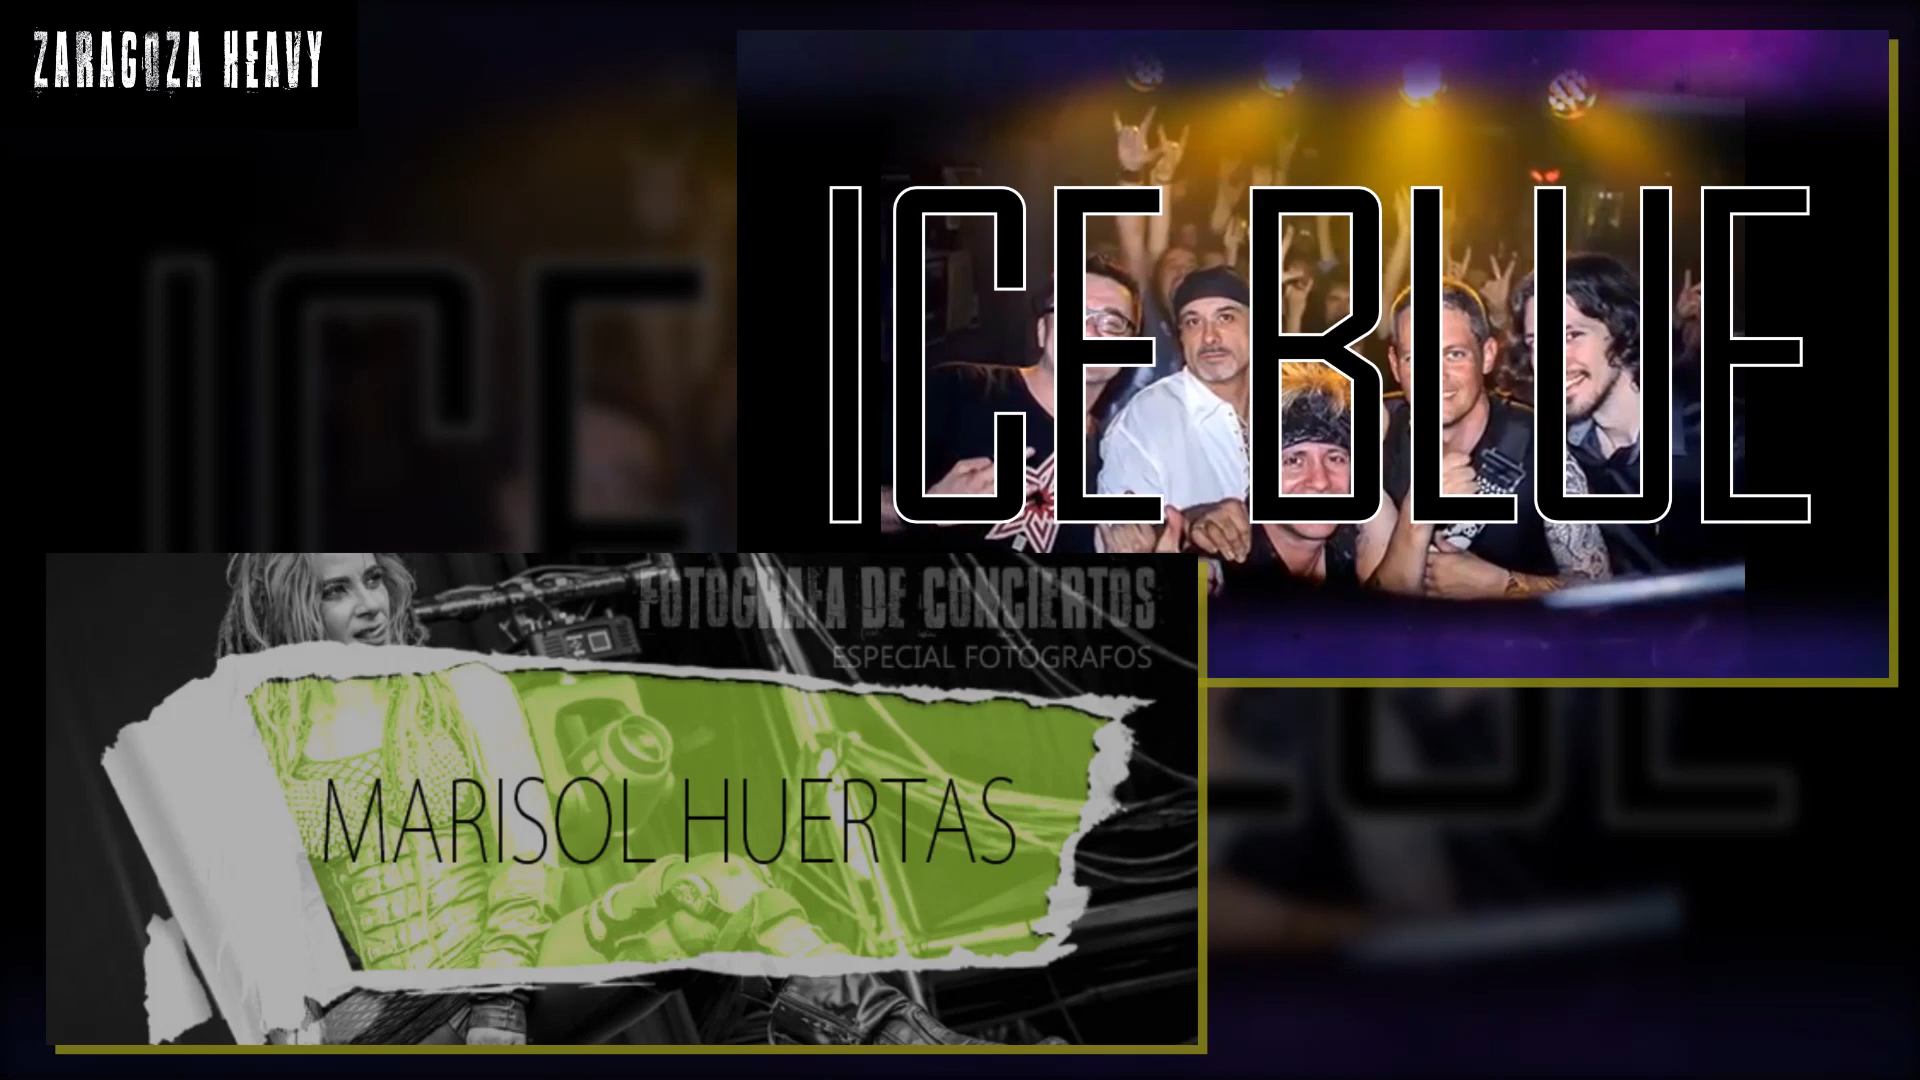 ZARAGOZA HEAVY
ICE BLUE
FOTOGRAFA DE CONCIERTOS
ESPECIAL FOTÓGRAFOS
MARISOL HUERTAS